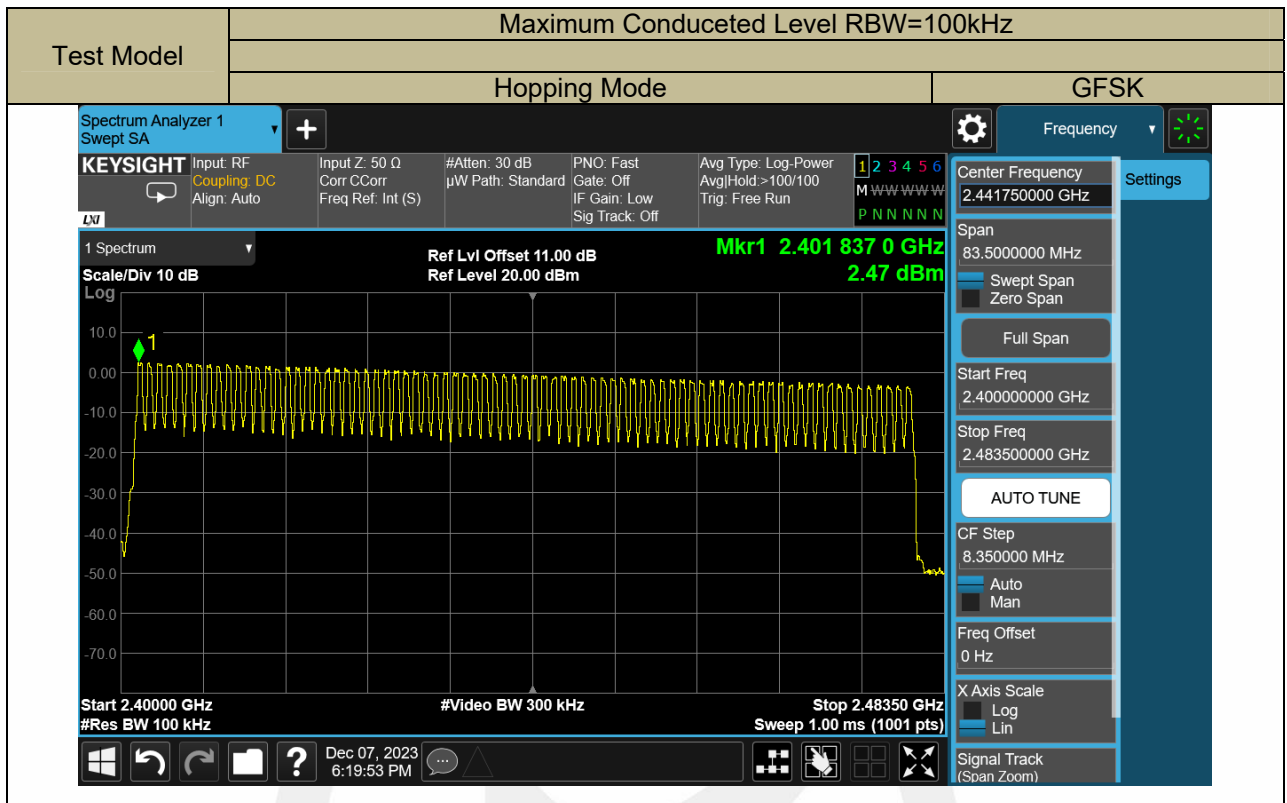 Test Model
Maximum Conduceted Level RBW=100kHz
Hopping Mode
GFSK
Spectrum Analyzer 1
Swept SA
Frequency
KEYSIGHT
LXI
Input: RF
Coupling: DC
Align: Auto
Input Z: 50 Ω
Corr CCorr
Freq Ref: Int (S)
#Atten: 30 dB
µW Path: Standard
PNO: Fast
Gate: Off
IF Gain: Low
Sig Track: Off
Avg Type: Log-Power
Avg|Hold:>100/100
Trig: Free Run
1 2 3 4 5 6
M W W W W W
P N N N N N
1 Spectrum
Scale/Div 10 dB
Log
Ref Lvl Offset 11.00 dB
Ref Level 20.00 dBm
Mkr1 2.401 837 0 GHz
2.47 dBm
1
10.0
0.00
-10.0
-20.0
-30.0
-40.0
-50.0
-60.0
-70.0
Start 2.40000 GHz
#Res BW 100 kHz
#Video BW 300 kHz
Stop 2.48350 GHz
Sweep 1.00 ms (1001 pts)
Center Frequency
2.441750000 GHz
Settings
Span
83.5000000 MHz
Swept Span
Zero Span
Full Span
Start Freq
2.400000000 GHz
Stop Freq
2.483500000 GHz
AUTO TUNE
CF Step
8.350000 MHz
Auto
Man
Freq Offset
0 Hz
X Axis Scale
Log
Lin
Signal Track
(Span Zoom)
?
Dec 07, 2023
6:19:53 PM